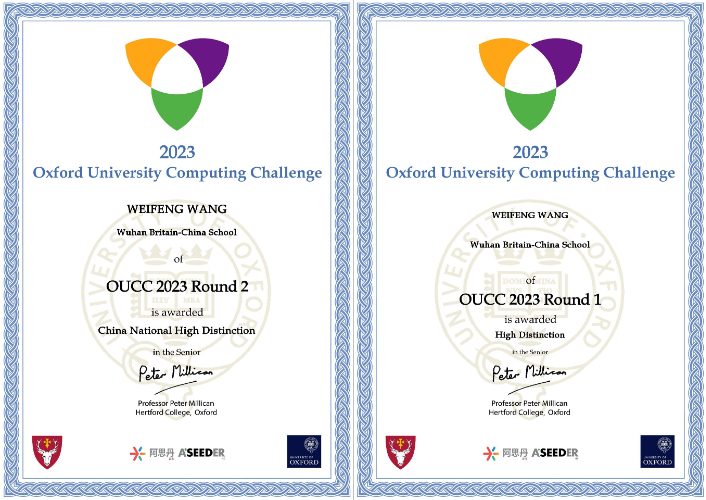 2023
Oxford University Computing Challenge
WEIFENG WANG
Wuhan Britain-China School
of
OUCC 2023 Round 2
is awarded
China National High Distinction
in the Senior
Peter Millican
Professor Peter Millican
Hertford College, Oxford
阿思丹 A'SEEDER
UNIVERSITY OF
OXFORD
2023
Oxford University Computing Challenge
WEIFENG WANG
Wuhan Britain-China School
of
OUCC 2023 Round 1
is awarded
High Distinction
in the Senior
Peter Millican
Professor Peter Millican
Hertford College, Oxford
阿思丹 A'SEEDER
UNIVERSITY OF
OXFORD